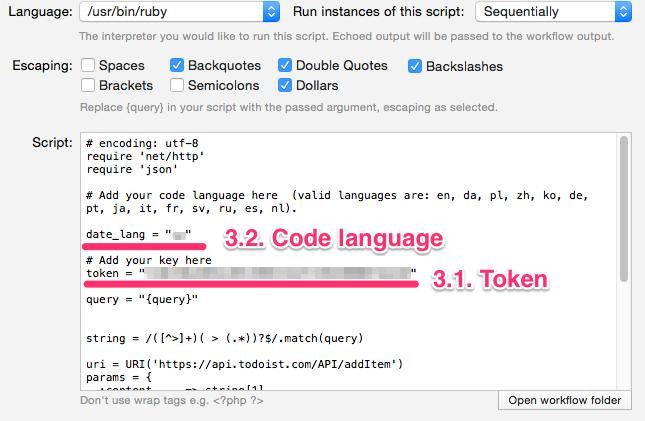 Language: /usr/bin/ruby Run instances of this script: Sequentially
The interpreter you would like to run this script. Echoed output will be passed to the workflow output.
Escaping: Spaces Backquotes Double Quotes Backslashes
Brackets Semicolons Dollars
Replace {query} in your script with the passed argument, escaping as selected.
Script: # encoding: utf-8
require 'net/http'
require 'json'
# Add your code language here (valid languages are: en, da, pl, zh, ko, de,
pt, ja, it, fr, sv, ru, es, nl).
date_lang = " "
3.2. Code language
# Add your key here
token = " "
3.1. Token
query = "{query}"
string = /([^>]+)( > (.*))?$/.match(query)
uri = URI('https://api.todoist.com/API/addItem')
params = {
:content => string[1]
Don't use wrap tags e.g. <?php ?>
Open workflow folder